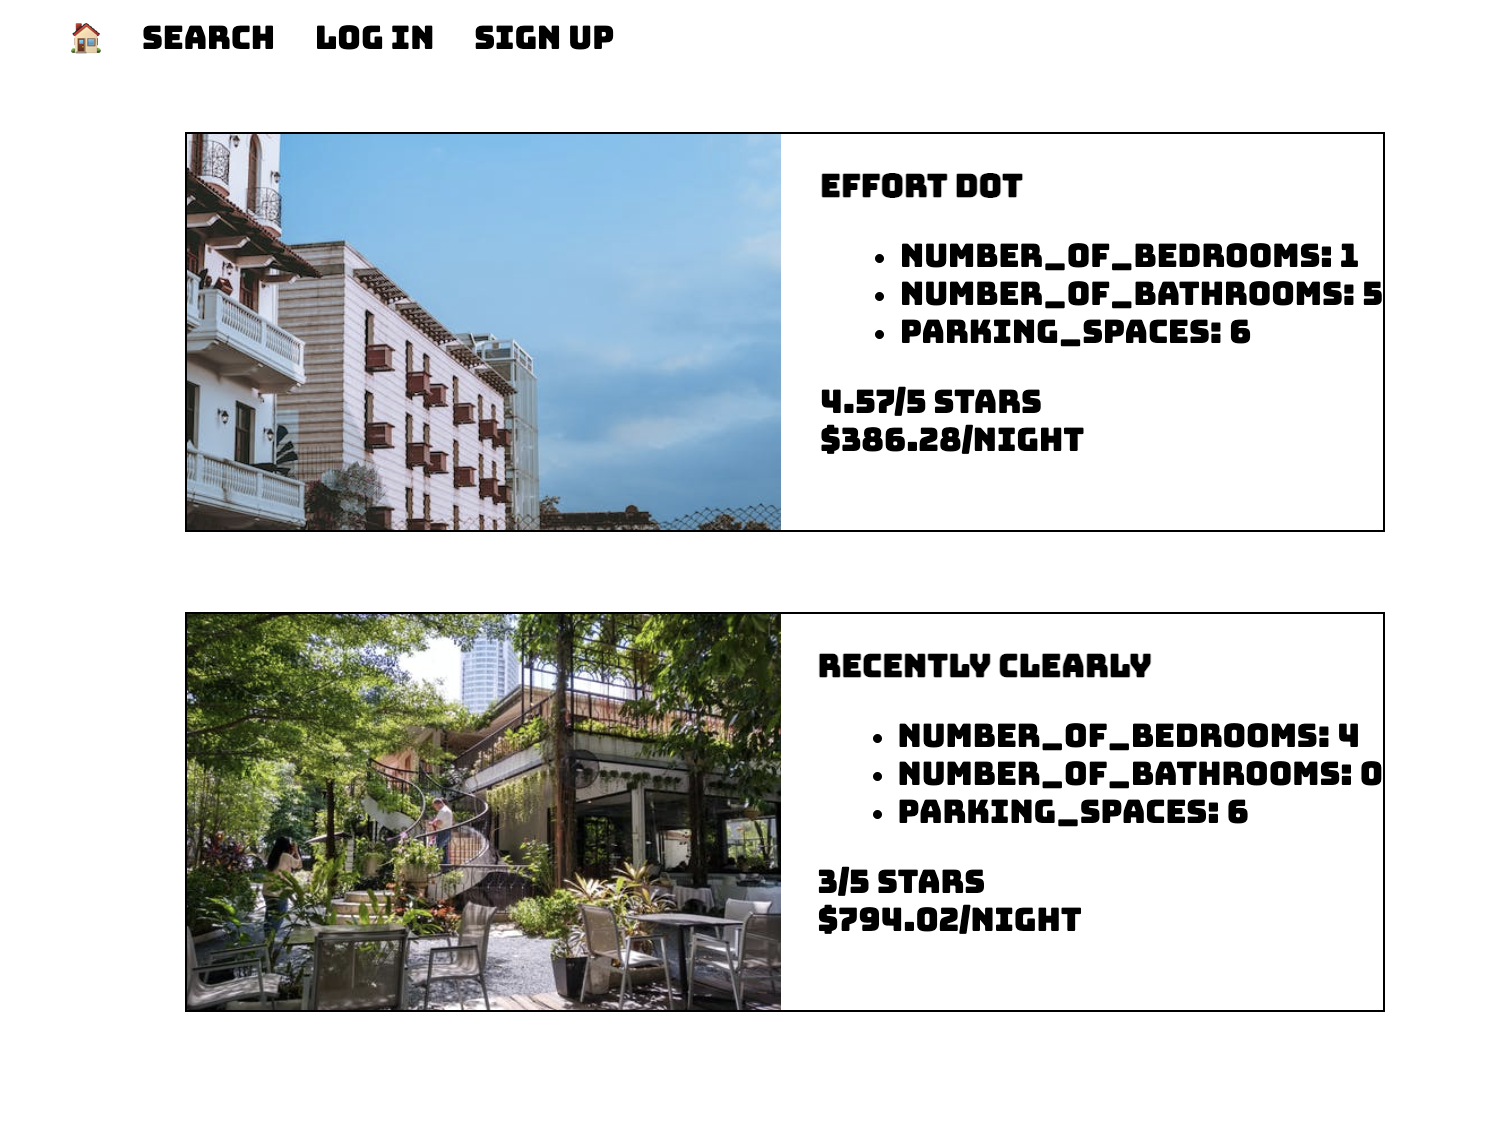 SEARCH LOG IN SIGN UP
EFFORT DOT
NUMBER_OF_BEDROOMS: 1
NUMBER_OF_BATHROOMS: 5
PARKING_SPACES: 6
4.57/5 STARS
$386.28/NIGHT
RECENTLY CLEARLY
NUMBER_OF_BEDROOMS: 4
NUMBER_OF_BATHROOMS: 0
PARKING_SPACES: 6
3/5 STARS
$794.02/NIGHT